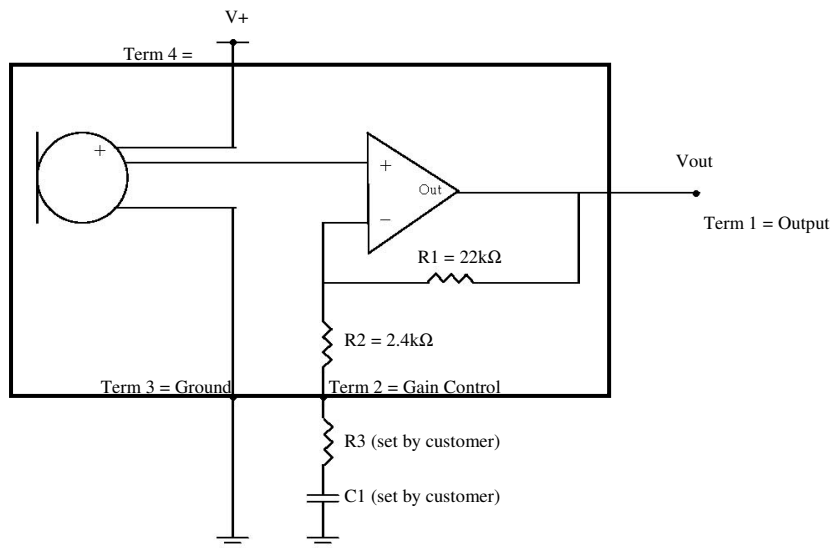 V+
Term 4 =
+
+
Out
−
Vout
Term 1 = Output
R1 = 22kΩ
R2 = 2.4kΩ
Term 3 = Ground
Term 2 = Gain Control
R3 (set by customer)
C1 (set by customer)